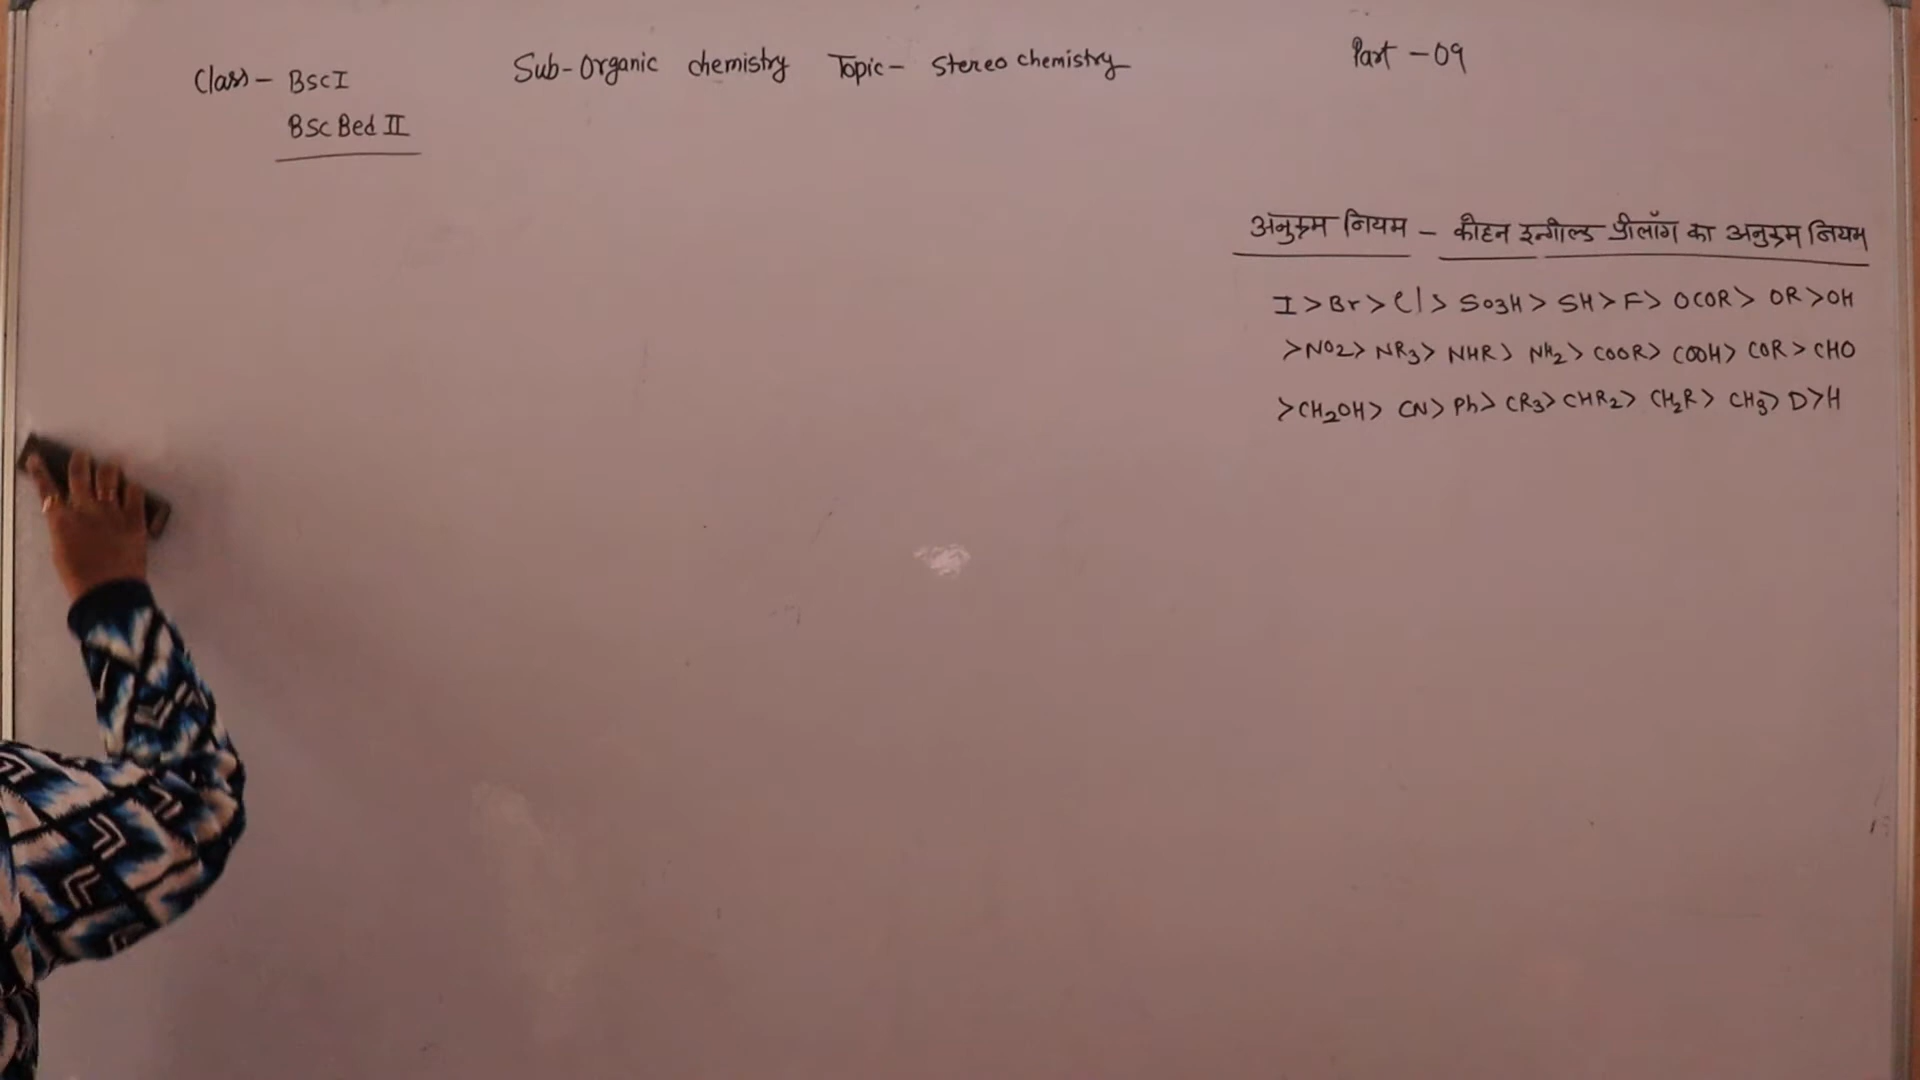 Class - BSc I
BSc Bed II
Sub-Organic chemistry Topic - Stereo chemistry
Part - 09
अनुक्रम नियम - कॉहन इन्गोल्ड प्रीलॉग का अनुक्रम नियम
I > Br > Cl > SO3H > SH > F > OCOR > OR > OH
> NO2 > NR3 > NHR > NH2 > COOR > COOH > COR > CHO
> CH2OH > CN > Ph > CR3 > CHR2 > CH2R > CH3 > D > H